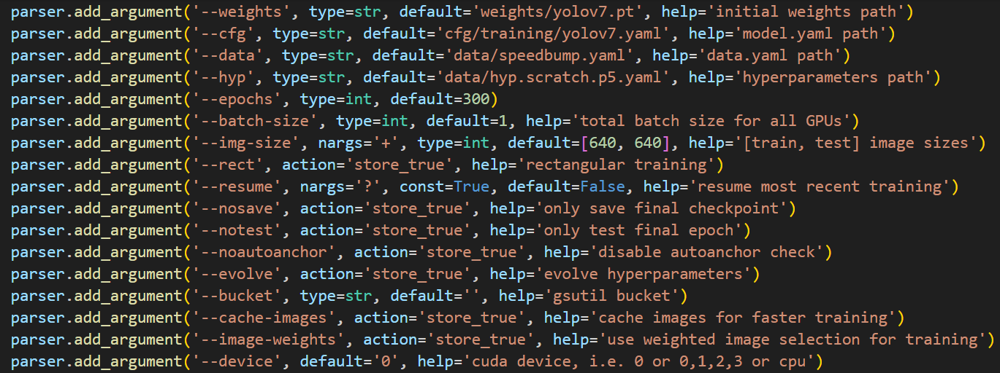 parser.add_argument('--weights', type=str, default='weights/yolov7.pt', help='initial weights path')
parser.add_argument('--cfg', type=str, default='cfg/training/yolov7.yaml', help='model.yaml path')
parser.add_argument('--data', type=str, default='data/speedbump.yaml', help='data.yaml path')
parser.add_argument('--hyp', type=str, default='data/hyp.scratch.p5.yaml', help='hyperparameters path')
parser.add_argument('--epochs', type=int, default=300)
parser.add_argument('--batch-size', type=int, default=1, help='total batch size for all GPUs')
parser.add_argument('--img-size', nargs='+', type=int, default=[640, 640], help='[train, test] image sizes')
parser.add_argument('--rect', action='store_true', help='rectangular training')
parser.add_argument('--resume', nargs='?', const=True, default=False, help='resume most recent training')
parser.add_argument('--nosave', action='store_true', help='only save final checkpoint')
parser.add_argument('--notest', action='store_true', help='only test final epoch')
parser.add_argument('--noautoanchor', action='store_true', help='disable autoanchor check')
parser.add_argument('--evolve', action='store_true', help='evolve hyperparameters')
parser.add_argument('--bucket', type=str, default='', help='gsutil bucket')
parser.add_argument('--cache-images', action='store_true', help='cache images for faster training')
parser.add_argument('--image-weights', action='store_true', help='use weighted image selection for training')
parser.add_argument('--device', default='0', help='cuda device, i.e. 0 or 0,1,2,3 or cpu')